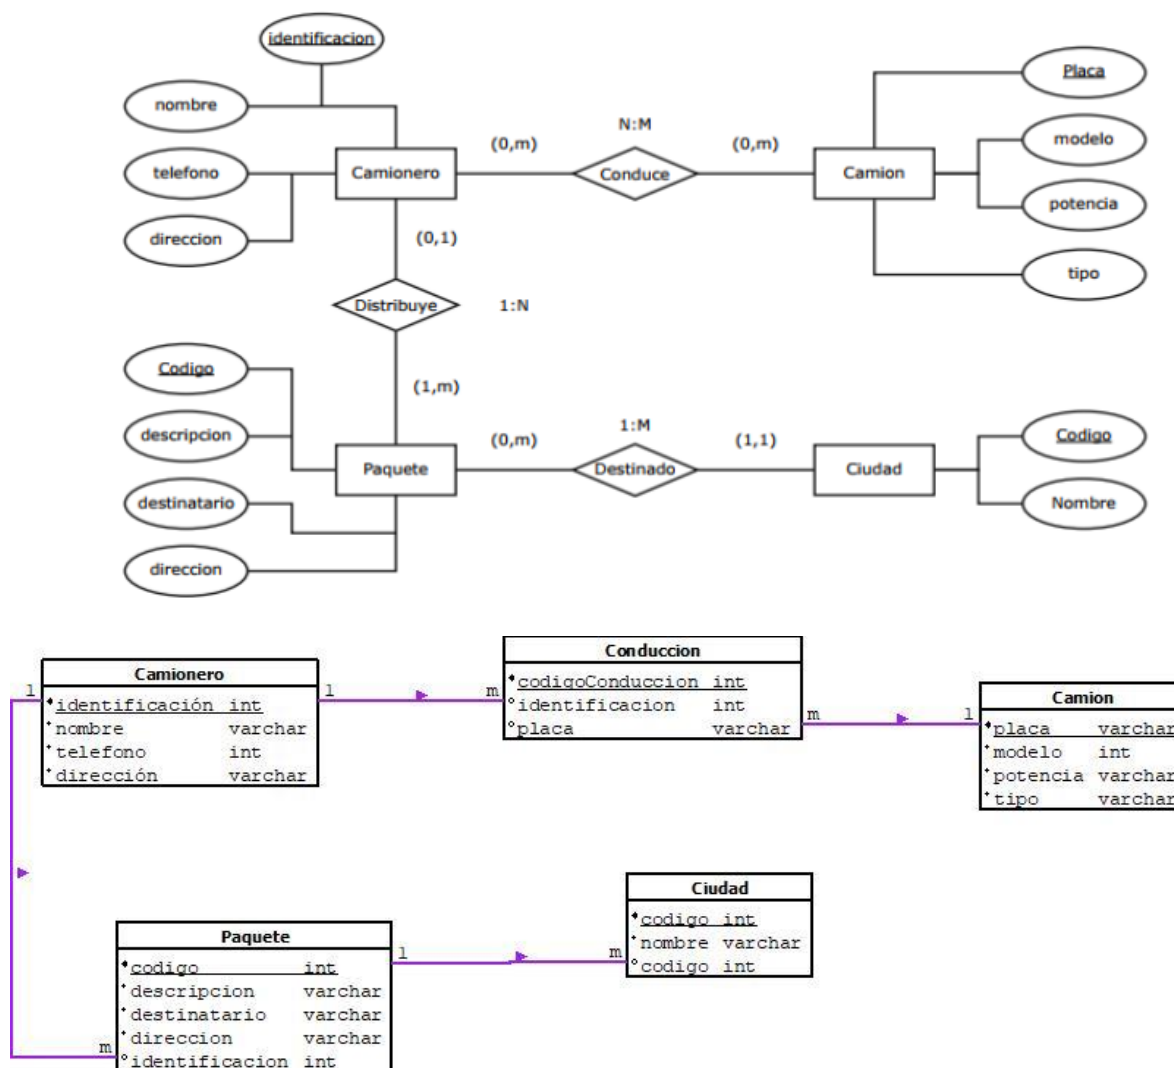 identificacion
nombre
telefono
direccion
Camionero
(0,m)
N:M
Conduce
(0,m)
Camion
Placa
modelo
potencia
tipo
(0,1)
Distribuye
1:N
(1,m)
Codigo
descripcion
destinatario
direccion
Paquete
(0,m)
1:M
Destinado
(1,1)
Ciudad
Codigo
Nombre
Camionero
identificación int
nombre varchar
telefono int
dirección varchar
1
1
m
Conduccion
codigoConduccion int
identificacion int
placa varchar
m
1
Camion
placa varchar
modelo int
potencia varchar
tipo varchar
Paquete
codigo int
descripcion varchar
destinatario varchar
direccion varchar
identificacion int
m
1
m
Ciudad
codigo int
nombre varchar
codigo int